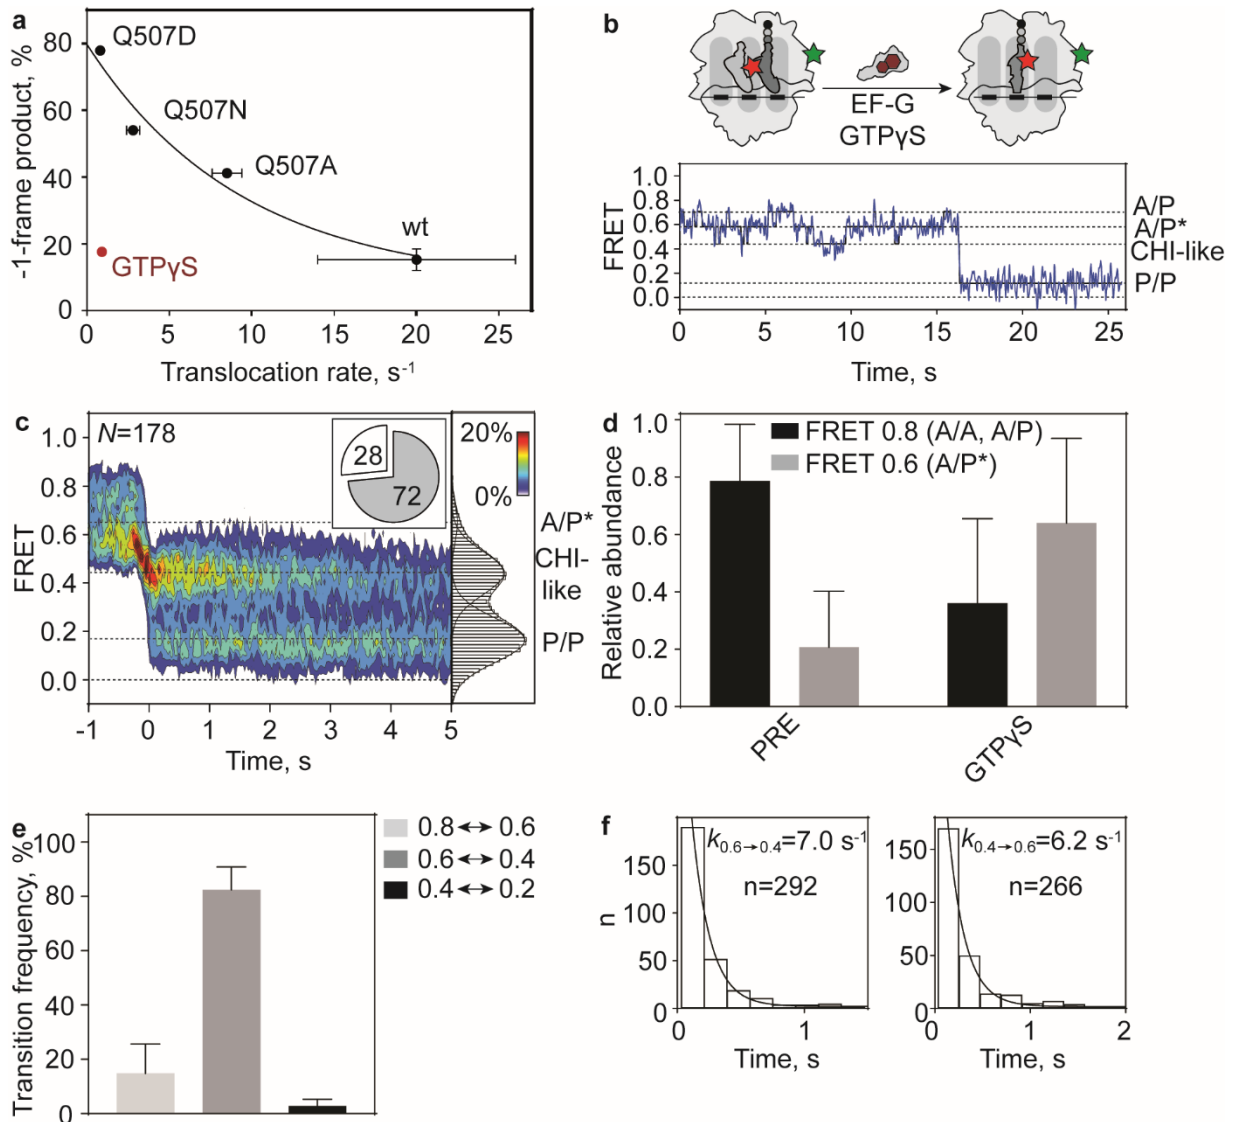 a
-1-frame product, %
80
60
40
20
0
Q507D
Q507N
Q507A
wt
GTPγS
0 5 10 15 20 25
Translocation rate, s-1
b
EF-G
GTPγS
FRET
1.0
0.8
0.6
0.4
0.2
0.0
A/P
A/P*
CHI-like
P/P
0 5 10 15 20 25
Time, s
c
N=178
28
72
20%
0%
FRET
1.0
0.8
0.6
0.4
0.2
0.0
A/P*
CHI-
like
P/P
-1 0 1 2 3 4 5
Time, s
d
Relative abundance
1.0
0.8
0.6
0.4
0.2
0.0
FRET 0.8 (A/A, A/P)
FRET 0.6 (A/P*)
PRE
GTPγS
e
Transition frequency, %
100
80
60
40
20
0
0.8↔0.6
0.6↔0.4
0.4↔0.2
f
n
150
100
50
0
k0.6→0.4=7.0 s-1
n=292
0 1
Time, s
150
100
50
0
k0.4→0.6=6.2 s-1
n=266
0 1 2
Time, s